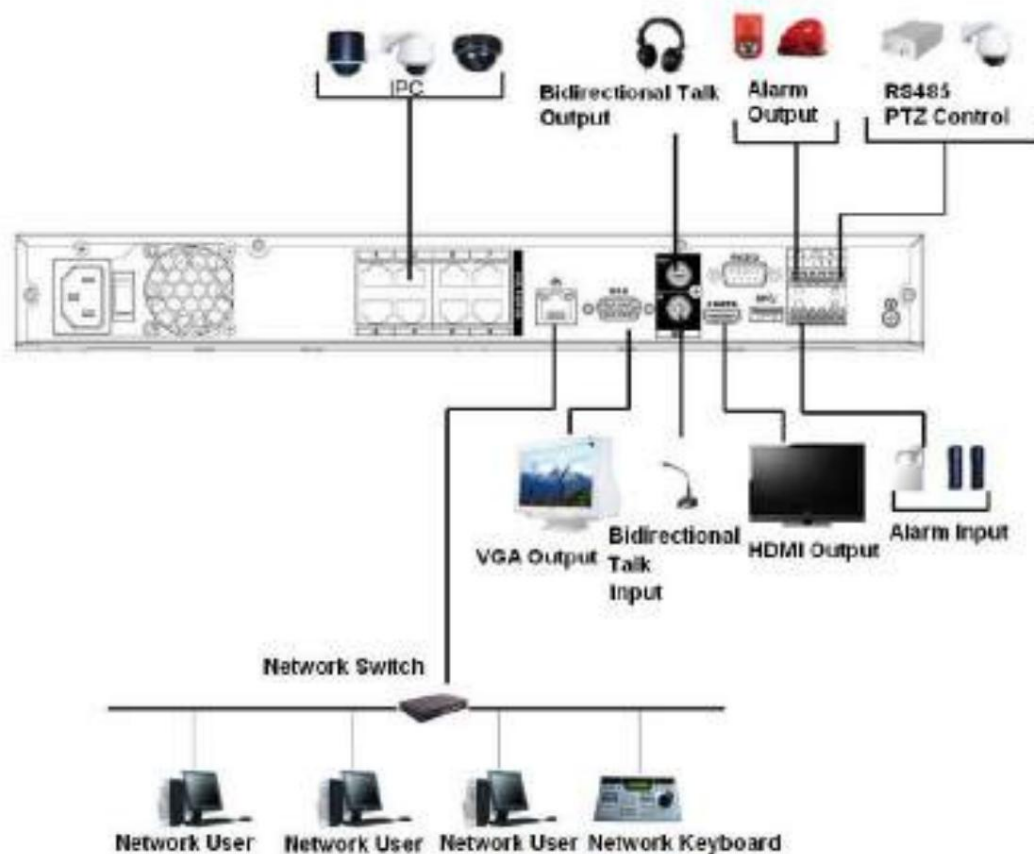 IPC
Bidirectional Talk
Output
Alarm
Output
RS485
PTZ Control
VGA Output
Bidirectional
Talk
Input
HDMI Output
Alarm Input
Network Switch
Network User
Network User
Network User
Network Keyboard